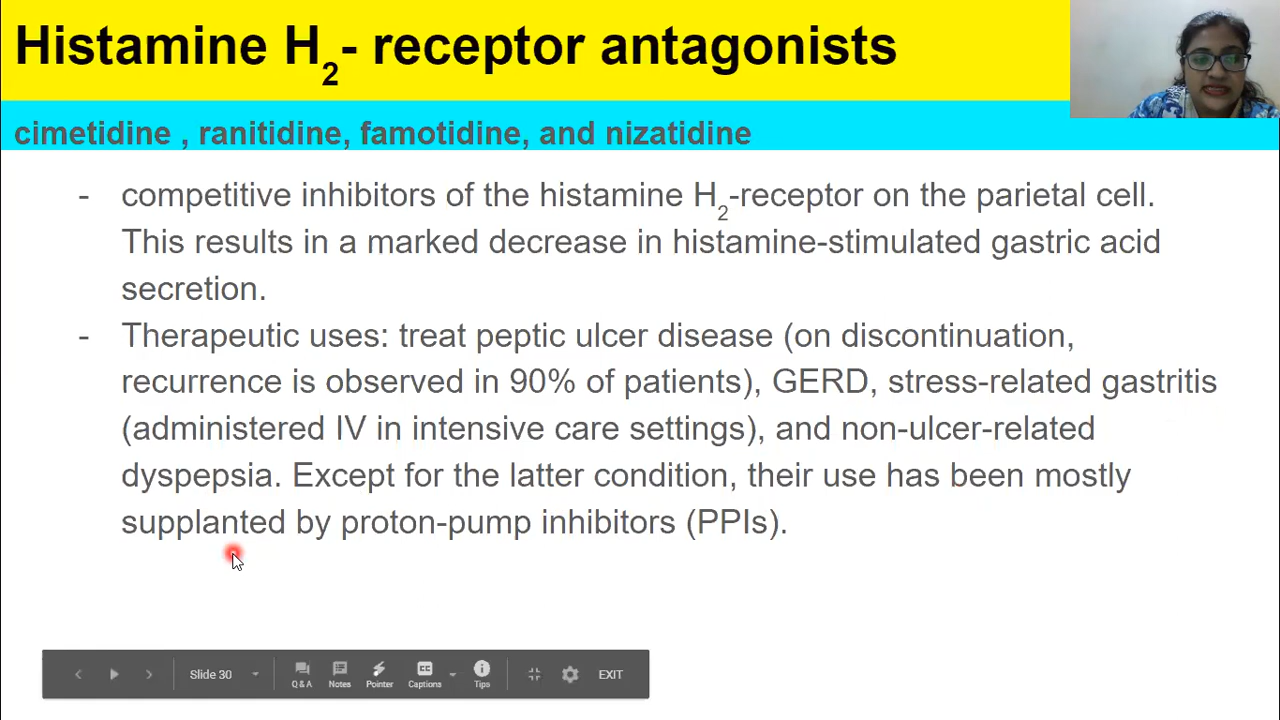 Histamine H₂- receptor antagonists
cimetidine , ranitidine, famotidine, and nizatidine
- competitive inhibitors of the histamine H₂-receptor on the parietal cell.
This results in a marked decrease in histamine-stimulated gastric acid
secretion.
- Therapeutic uses: treat peptic ulcer disease (on discontinuation,
recurrence is observed in 90% of patients), GERD, stress-related gastritis
(administered IV in intensive care settings), and non-ulcer-related
dyspepsia. Except for the latter condition, their use has been mostly
supplanted by proton-pump inhibitors (PPIs).
Slide 30 Q & A Notes Pointer Captions Tips EXIT